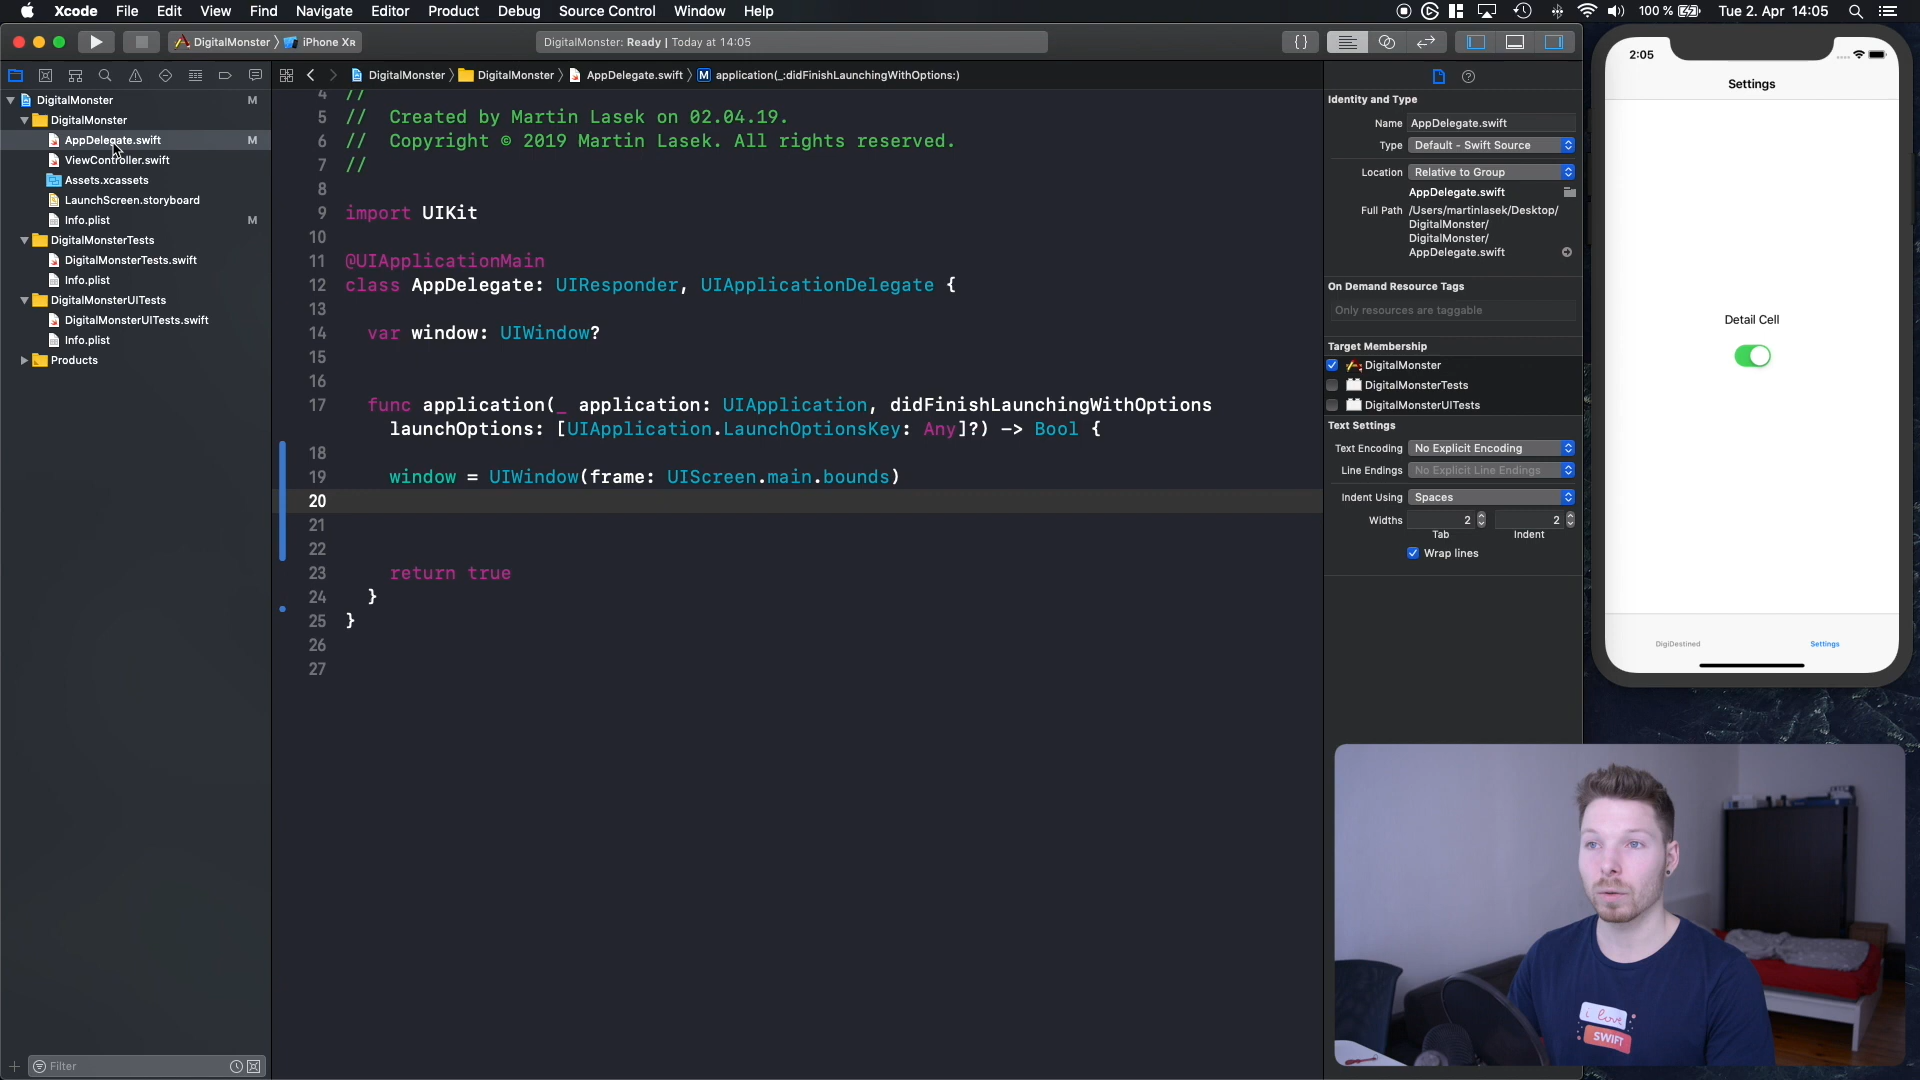 Xcode File Edit View Find Navigate Editor Product Debug Source Control Window Help 100 % Tue 2. Apr 14:05
DigitalMonster iPhone XR DigitalMonster: Ready | Today at 14:05 {}
DigitalMonster DigitalMonster AppDelegate.swift M application(_:didFinishLaunchingWithOptions:)
DigitalMonster M
DigitalMonster
AppDelegate.swift M
ViewController.swift
Assets.xcassets
LaunchScreen.storyboard
Info.plist M
DigitalMonsterTests
DigitalMonsterTests.swift
Info.plist
DigitalMonsterUITests
DigitalMonsterUITests.swift
Info.plist
Products
Filter
4 //
5 // Created by Martin Lasek on 02.04.19.
6 // Copyright © 2019 Martin Lasek. All rights reserved.
7 //
8
9 import UIKit
10
11 @UIApplicationMain
12 class AppDelegate: UIResponder, UIApplicationDelegate {
13
14 var window: UIWindow?
15
16
17 func application(_ application: UIApplication, didFinishLaunchingWithOptions
launchOptions: [UIApplication.LaunchOptionsKey: Any]?) -> Bool {
18
19 window = UIWindow(frame: UIScreen.main.bounds)
20
21
22
23 return true
24 }
25 }
26
27
Identity and Type
Name AppDelegate.swift
Type Default - Swift Source
Location Relative to Group
AppDelegate.swift
Full Path /Users/martinlasek/Desktop/
DigitalMonster/
DigitalMonster/
AppDelegate.swift
On Demand Resource Tags
Only resources are taggable
Target Membership
DigitalMonster
DigitalMonsterTests
DigitalMonsterUITests
Text Settings
Text Encoding No Explicit Encoding
Line Endings No Explicit Line Endings
Indent Using Spaces
Widths 2 2
Tab Indent
Wrap lines
2:05
Settings
Detail Cell
DigiDestined Settings
i love
SWIFT